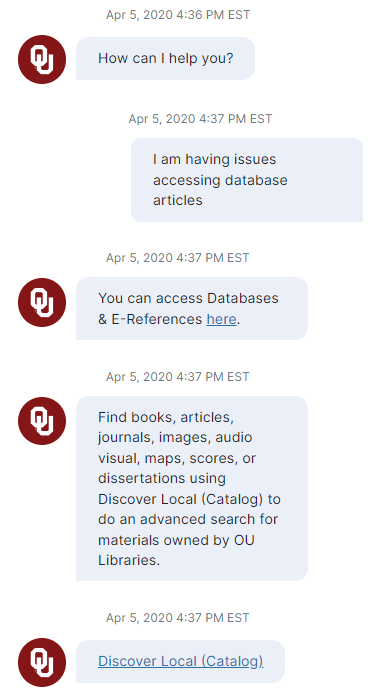 Apr 5, 2020 4:36 PM EST
OU
How can I help you?
Apr 5, 2020 4:37 PM EST
I am having issues
accessing database
articles
Apr 5, 2020 4:37 PM EST
OU
You can access Databases
& E-References here.
Apr 5, 2020 4:37 PM EST
OU
Find books, articles,
journals, images, audio
visual, maps, scores, or
dissertations using
Discover Local (Catalog) to
do an advanced search for
materials owned by OU
Libraries.
Apr 5, 2020 4:37 PM EST
OU
Discover Local (Catalog)